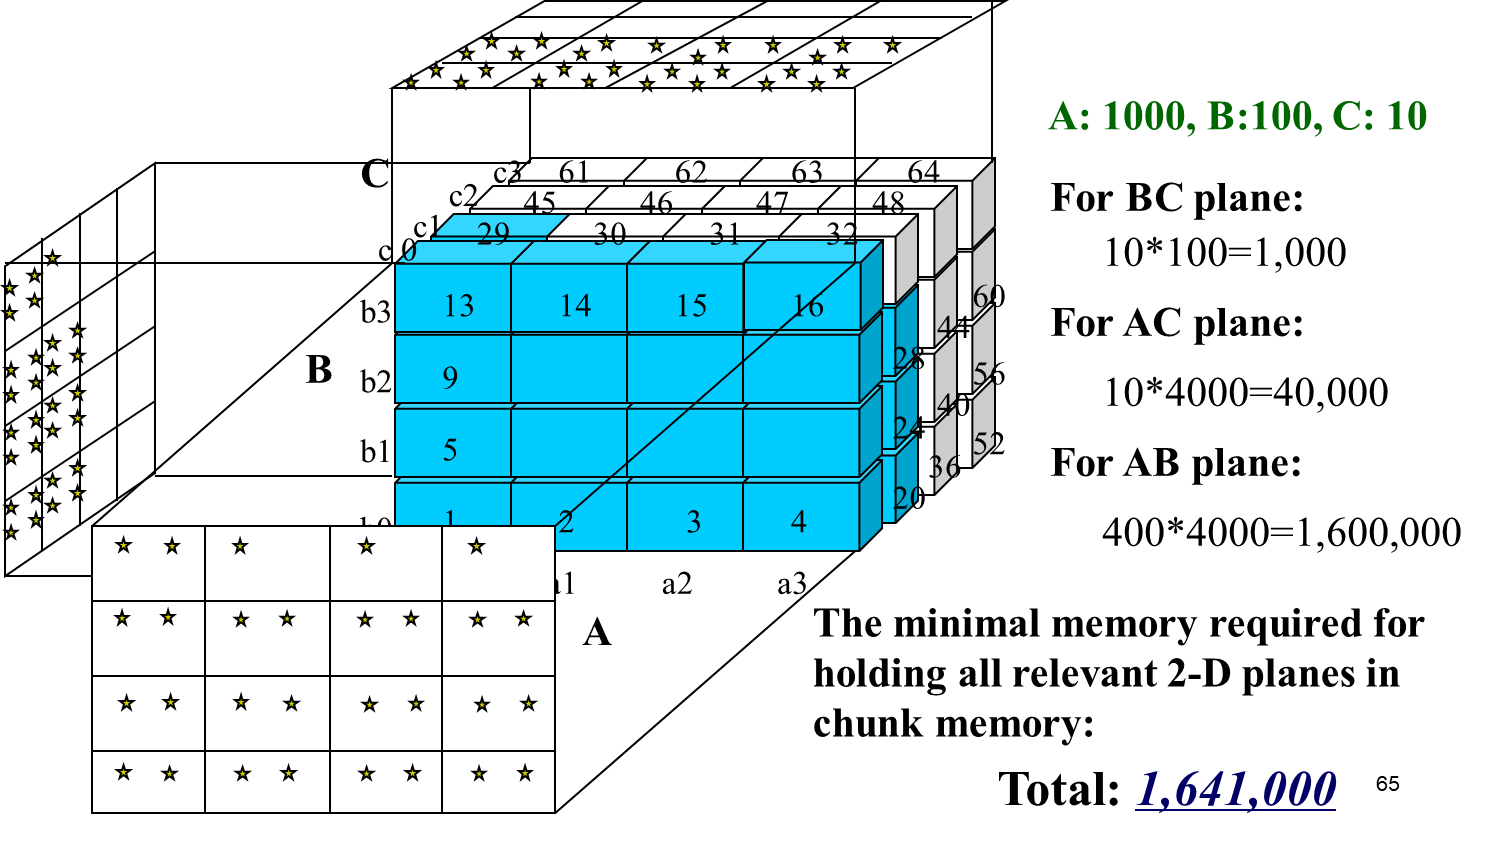 A: 1000, B:100, C: 10
C
c3 61 62 63 64
c2 45 46 47 48
c1 29 30 31 32
c 0
b3 13 14 15 16
60
44
28
B
b2 9
56
40
24
b1 5
52
36
20
b0 1 2 3 4
a1 a2 a3
A
For BC plane:
10*100=1,000
For AC plane:
10*4000=40,000
For AB plane:
400*4000=1,600,000
The minimal memory required for
holding all relevant 2-D planes in
chunk memory:
Total: 1,641,000
65